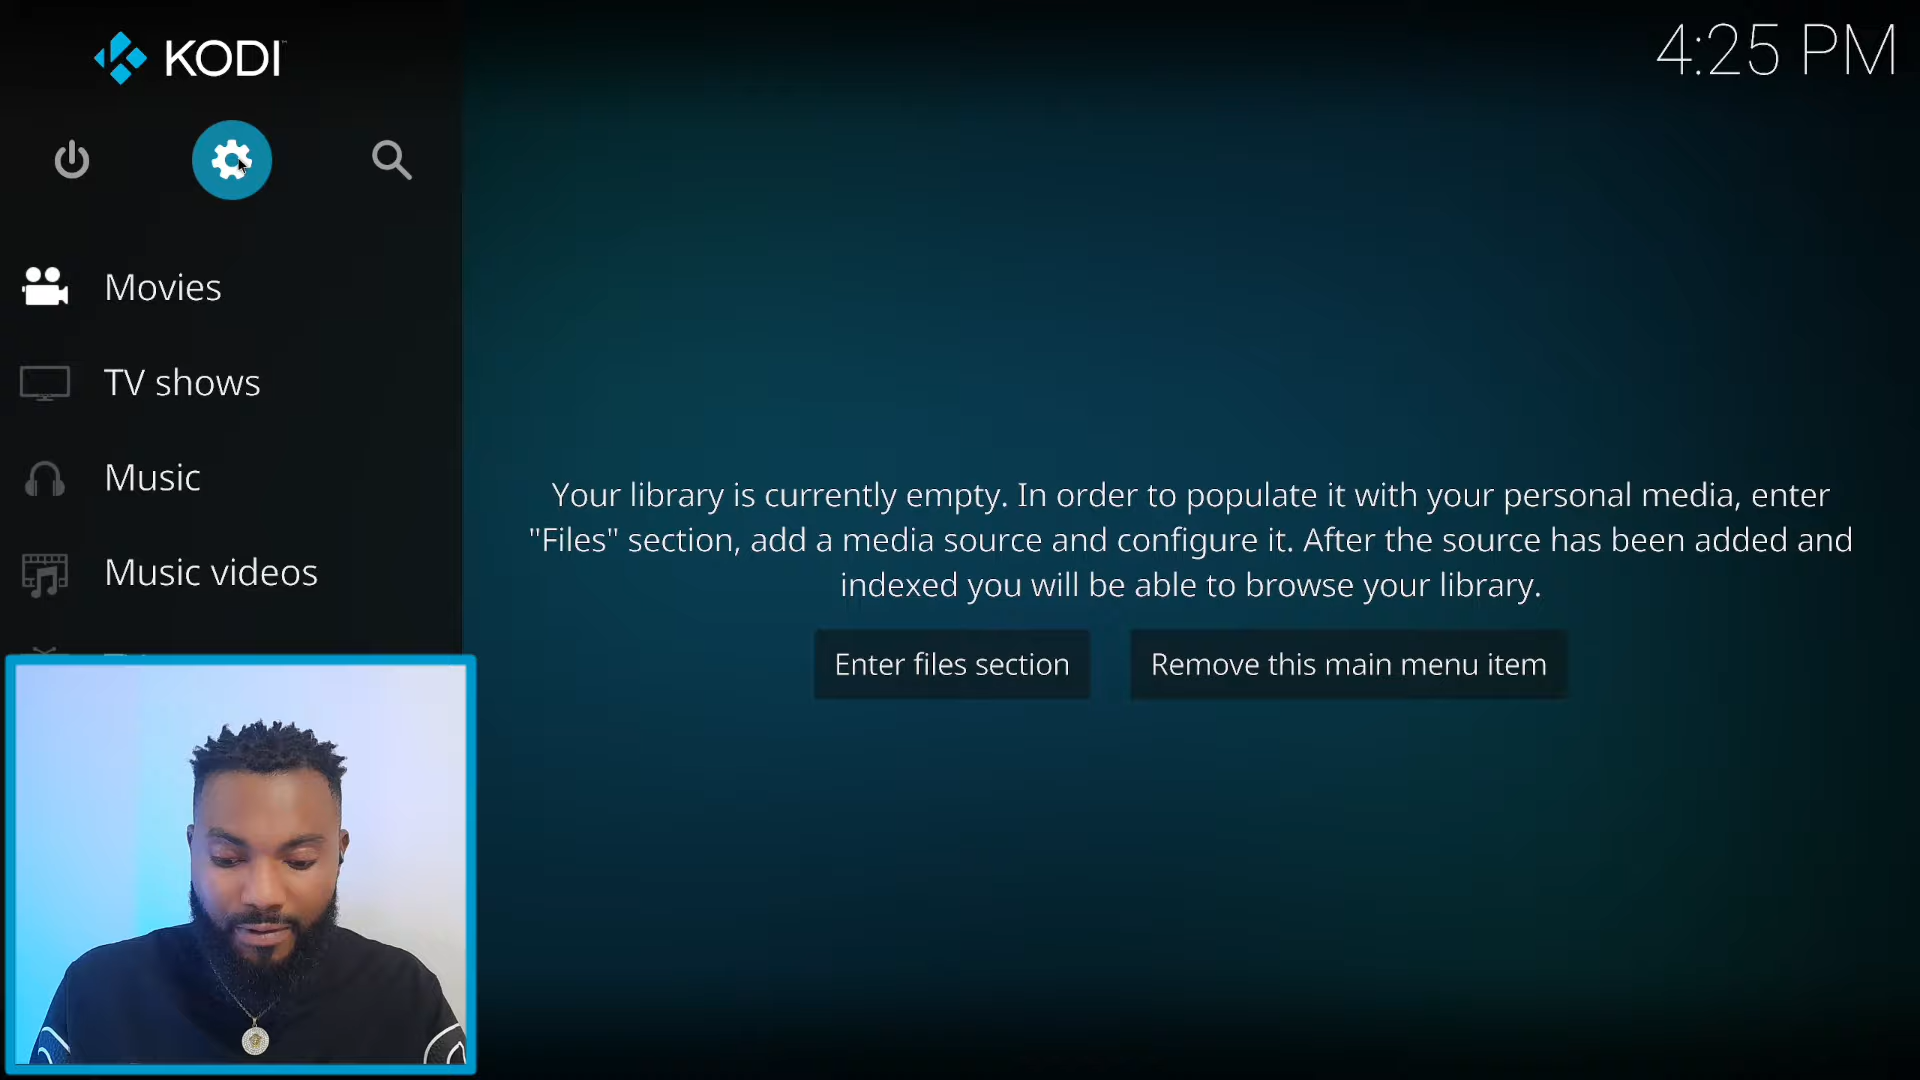 KODI
4:25 PM
Movies
TV shows
Music
Music videos
Your library is currently empty. In order to populate it with your personal media, enter
"Files" section, add a media source and configure it. After the source has been added and
indexed you will be able to browse your library.
Enter files section
Remove this main menu item